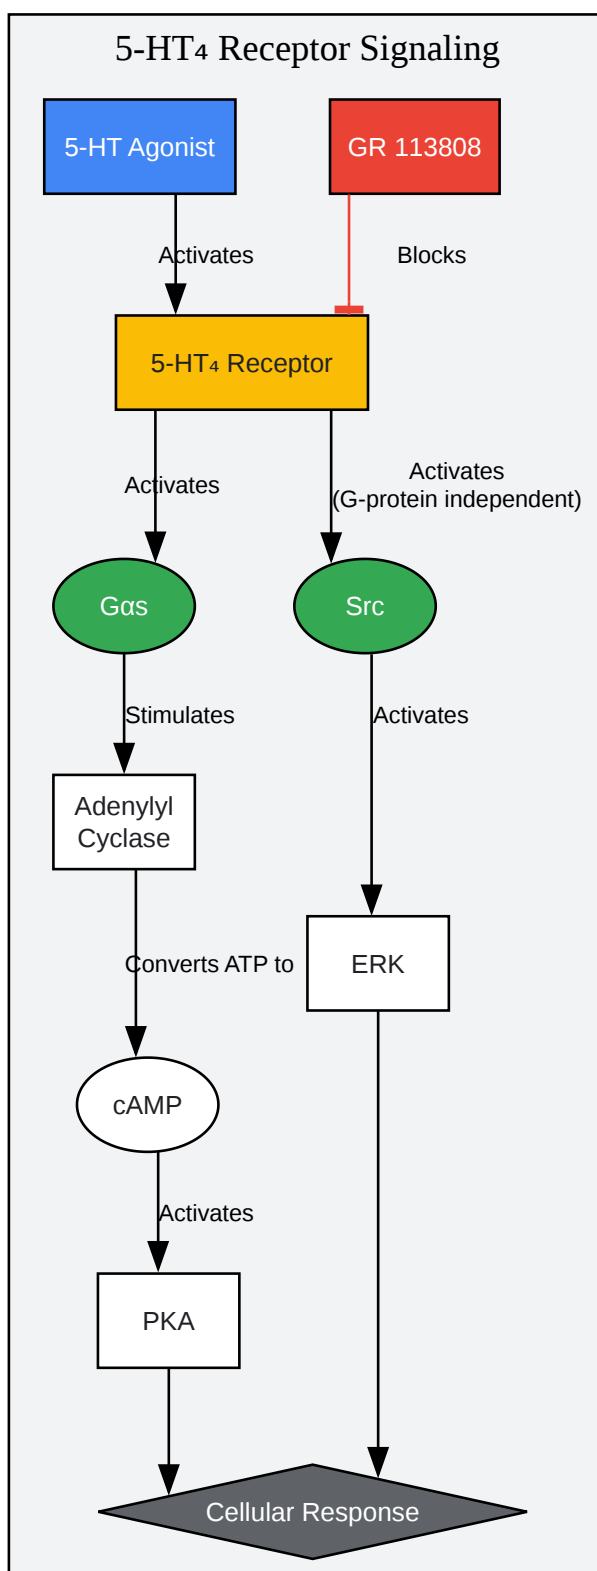 5-HT₄ Receptor Signaling
5-HT Agonist
GR 113808
Activates
Blocks
5-HT₄ Receptor
Activates
Activates
(G-protein independent)
Gαs
Src
Stimulates
Activates
Adenylyl
Cyclase
Converts ATP to
ERK
cAMP
Activates
PKA
Cellular Response